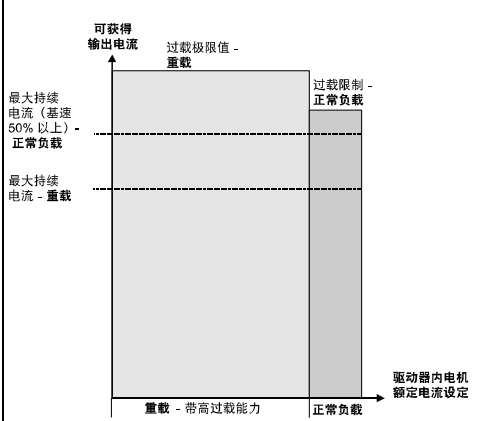 可获得
输出电流
过载极限值 -
重载
过载限制 -
正常负载
最大持续
电流（基速
50% 以上）-
正常负载
最大持续
电流 - 重载
驱动器内电机
额定电流设定
重载 - 带高过载能力
正常负载